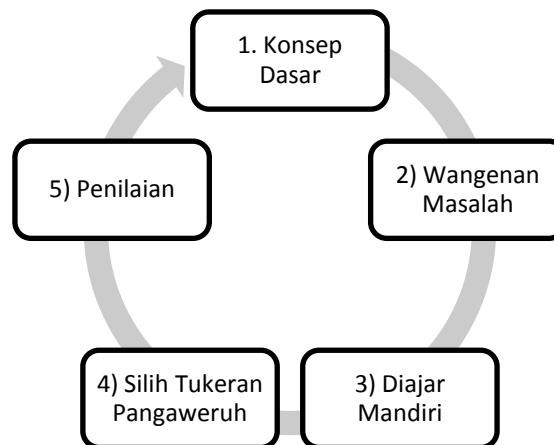 1. Konsep
Dasar
2) Wangenan
Masalah
3) Diajar
Mandiri
4) Silih Tukeran
Pangaweruh
5) Penilaian